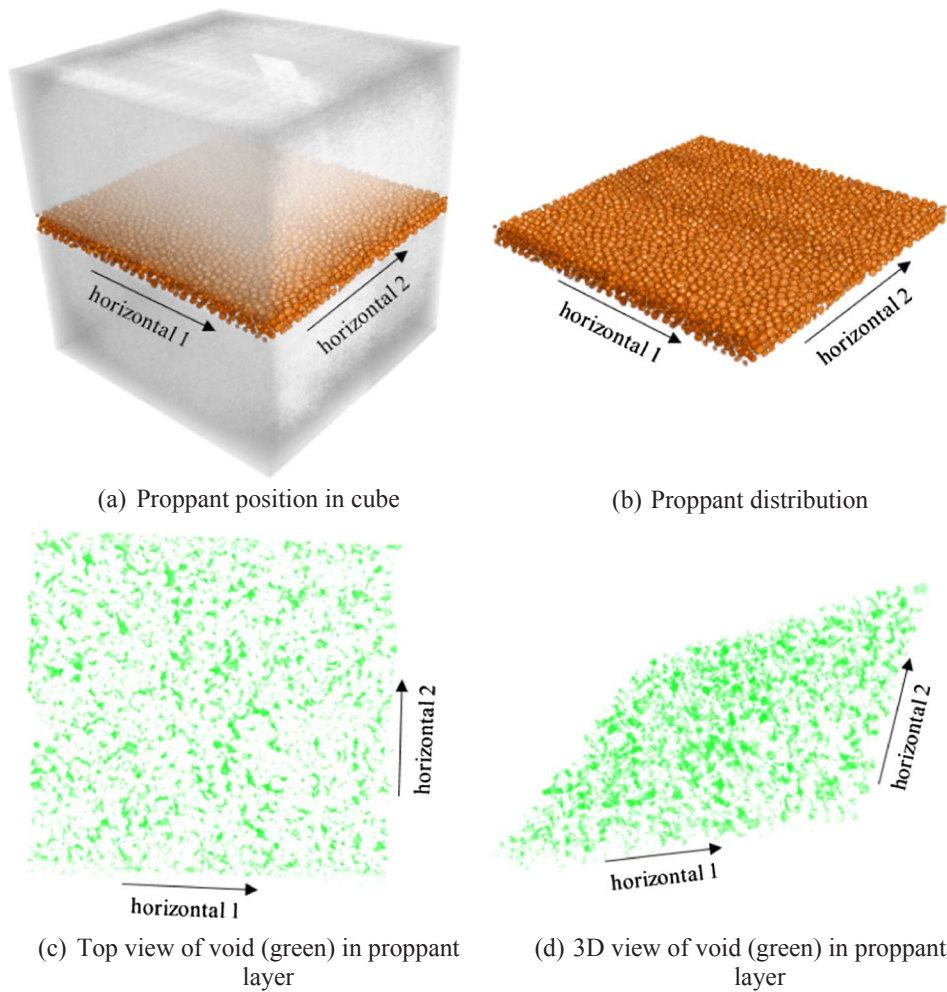 horizontal 1
horizontal 2
horizontal 1
horizontal 2
(a) Proppant position in cube
(b) Proppant distribution
horizontal 2
horizontal 1
horizontal 2
horizontal 1
(c) Top view of void (green) in proppant
layer
(d) 3D view of void (green) in proppant
layer